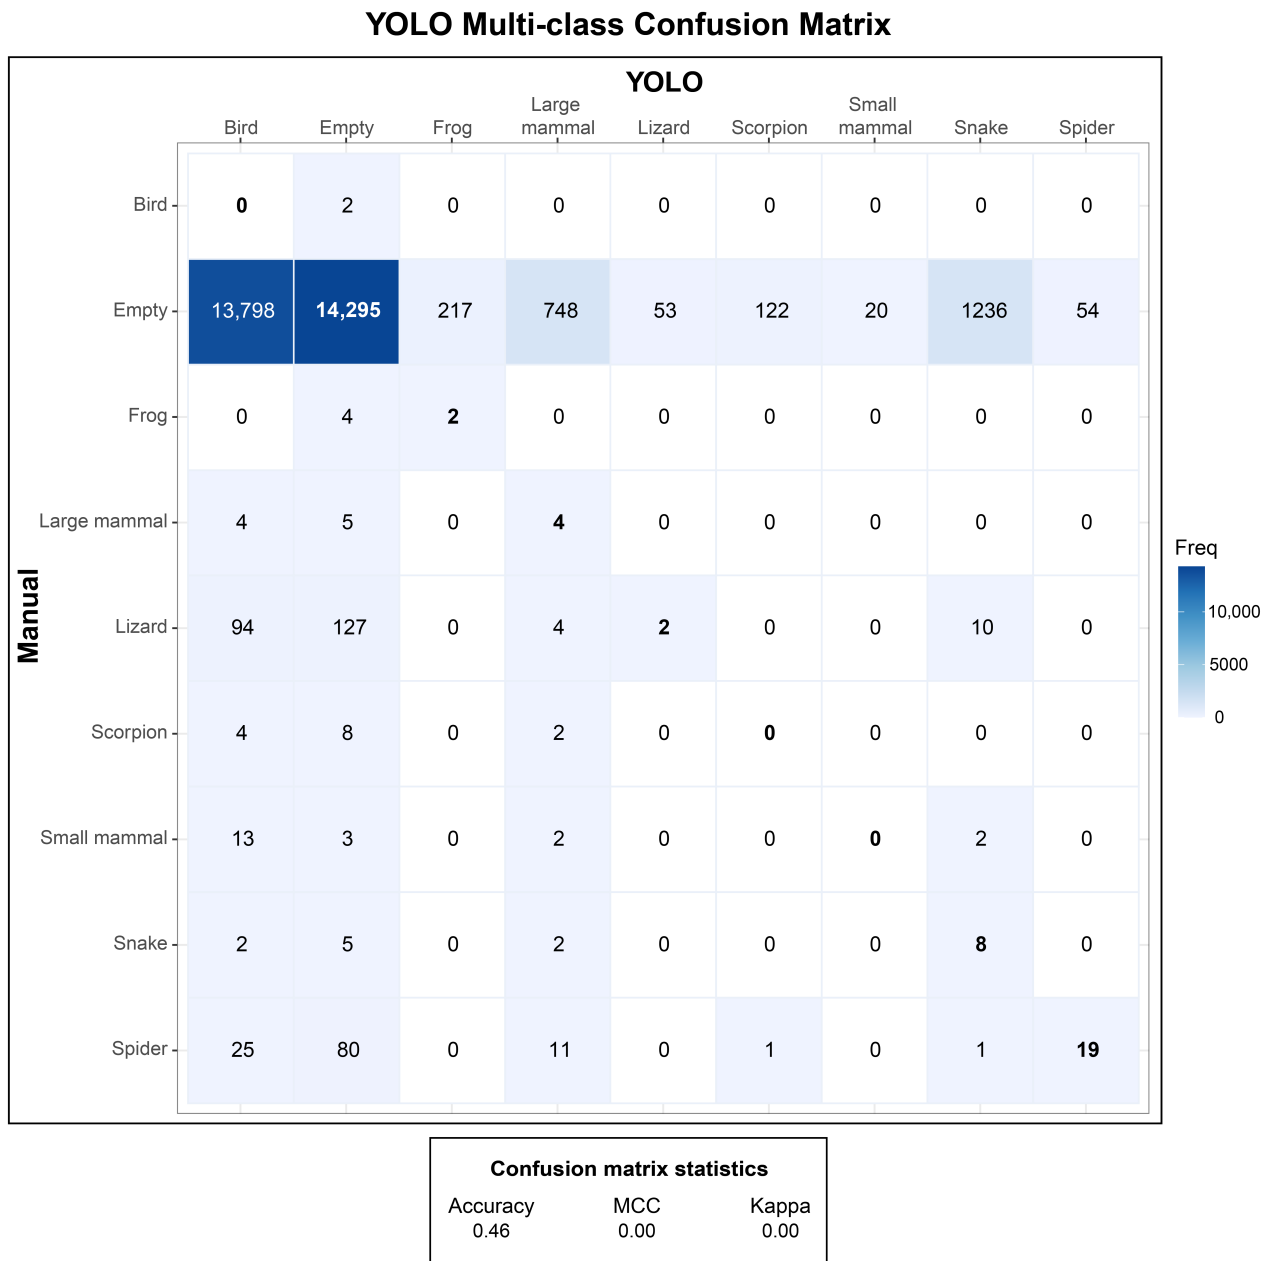 YOLO Multi-class Confusion Matrix
YOLO
Bird Empty Frog Large mammal Lizard Scorpion Small mammal Snake Spider
Manual
Bird 0 2 0 0 0 0 0 0 0
Empty 13,798 14,295 217 748 53 122 20 1236 54
Frog 0 4 2 0 0 0 0 0 0
Large mammal 4 5 0 4 0 0 0 0 0
Lizard 94 127 0 4 2 0 0 10 0
Scorpion 4 8 0 2 0 0 0 0 0
Small mammal 13 3 0 2 0 0 0 2 0
Snake 2 5 0 2 0 0 0 8 0
Spider 25 80 0 11 0 1 0 1 19
Freq
10,000
5000
0
Confusion matrix statistics
Accuracy MCC Kappa
0.46 0.00 0.00